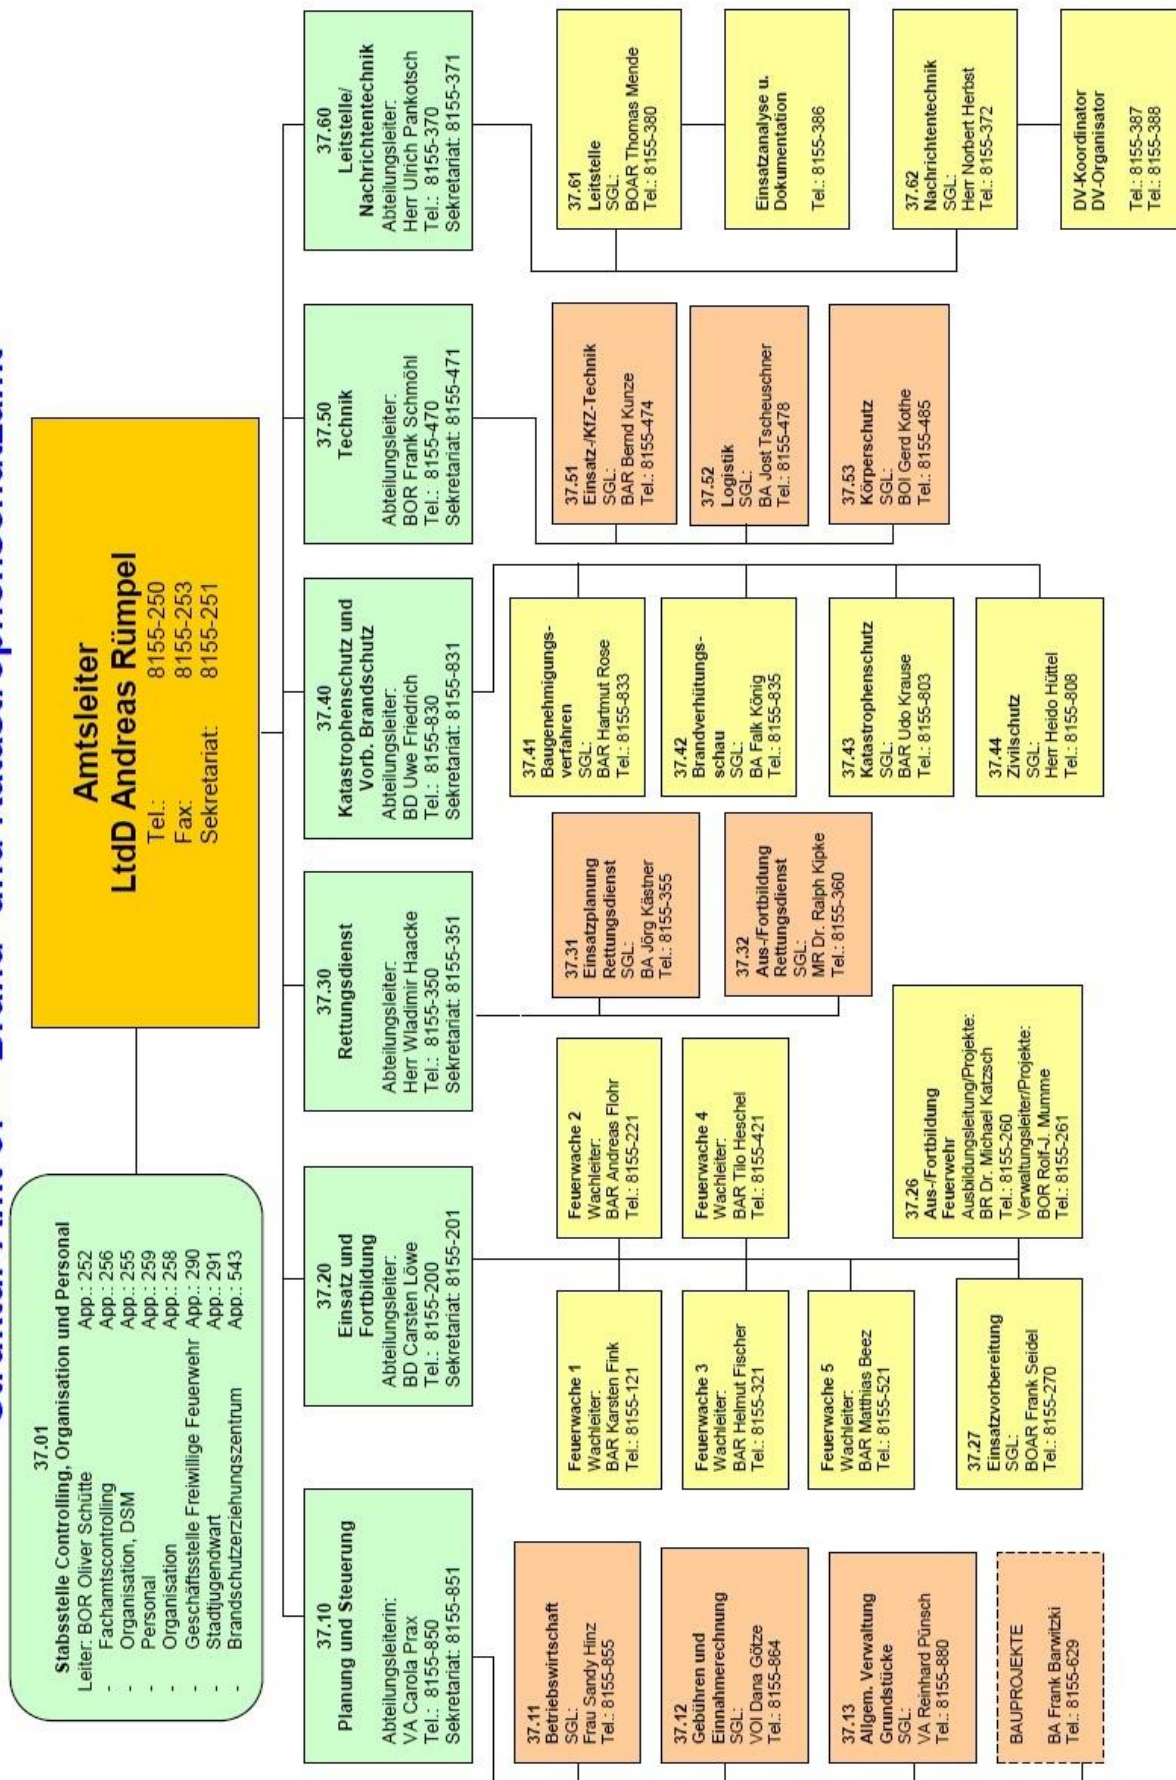 Amtsleiter
LtdD Andreas Rümpel
Tel.: 8155-250
Fax: 8155-253
Sekretariat: 8155-251
37.01
Stabsstelle Controlling, Organisation und Personal
Leiter: BOR Oliver Schütte App.: 252
- Fachamtscontrolling App.: 256
- Organisation, DSM App.: 255
- Personal App.: 259
- Organisation App.: 258
- Geschäftsstelle Freiwillige Feuerwehr App.: 290
- Stadtjugendwart App.: 291
- Brandschutzerziehungszentrum App.: 543
37.10
Planung und Steuerung
Abteilungsleiterin:
VA Carola Prax
Tel.: 8155-850
Sekretariat: 8155-851
37.20
Einsatz und
Fortbildung
Abteilungsleiter:
BD Carsten Löwe
Tel.: 8155-200
Sekretariat: 8155-201
37.30
Rettungsdienst
Abteilungsleiter:
Herr Wladimir Haacke
Tel.: 8155-350
Sekretariat: 8155-351
37.40
Katastrophenschutz und
Vorb. Brandschutz
Abteilungsleiter:
BD Uwe Friedrich
Tel.: 8155-830
Sekretariat: 8155-831
37.50
Technik
Abteilungsleiter:
BOR Frank Schmöhl
Tel.: 8155-470
Sekretariat: 8155-471
37.60
Leitstelle/
Nachrichtentechnik
Abteilungsleiter:
Herr Ulrich Pankotsch
Tel.: 8155-370
Sekretariat: 8155-371
37.11
Betriebswirtschaft
SGL:
Frau Sandy Hinz
Tel.: 8155-855
37.12
Gebühren und
Einnahmerechnung
SGL:
VOI Dana Götze
Tel.: 8155-864
37.13
Allgem. Verwaltung
Grundstücke
SGL:
VA Reinhard Pünsch
Tel.: 8155-880
BAUPROJEKTE
BA Frank Barwitzki
Tel.: 8155-629
Feuerwache 1
Wachleiter:
BAR Karsten Fink
Tel.: 8155-121
Feuerwache 2
Wachleiter:
BAR Andreas Flohr
Tel.: 8155-221
Feuerwache 3
Wachleiter:
BAR Helmut Fischer
Tel.: 8155-321
Feuerwache 4
Wachleiter:
BAR Tilo Heschel
Tel.: 8155-421
Feuerwache 5
Wachleiter:
BAR Matthias Beez
Tel.: 8155-521
37.26
Aus-/Fortbildung
Feuerwehr
Ausbildungsleitung/Projekte:
BR Dr. Michael Katzsch
Tel.: 8155-260
Verwaltungsleiter/Projekte:
BOR Rolf-J. Mumme
Tel.: 8155-261
37.27
Einsatzvorbereitung
SGL:
BOAR Frank Seidel
Tel.: 8155-270
37.31
Einsatzplanung
Rettungsdienst
SGL:
BA Jörg Kästner
Tel.: 8155-355
37.32
Aus-/Fortbildung
Rettungsdienst
SGL:
MR Dr. Ralph Kipke
Tel.: 8155-360
37.41
Baugenehmigungs-
verfahren
SGL:
BAR Hartmut Rose
Tel.: 8155-833
37.42
Brandverhütungs-
schau
SGL:
BA Falk König
Tel.: 8155-835
37.43
Katastrophenschutz
SGL:
BAR Udo Krause
Tel.: 8155-803
37.44
Zivilschutz
SGL:
Herr Heido Hüttel
Tel.: 8155-808
37.51
Einsatz-/KfZ-Technik
SGL:
BAR Bernd Kunze
Tel.: 8155-474
37.52
Logistik
SGL:
BA Jost Tscheuschner
Tel.: 8155-478
37.53
Körperschutz
SGL:
BOI Gerd Kothe
Tel.: 8155-485
37.61
Leitstelle
SGL:
BOAR Thomas Mende
Tel.: 8155-380
Einsatzanalyse u.
Dokumentation
Tel.: 8155-386
37.62
Nachrichtentechnik
SGL:
Herr Norbert Herbst
Tel.: 8155-372
DV-Koordinator
DV-Organisator
Tel.: 8155-387
Tel.: 8155-388